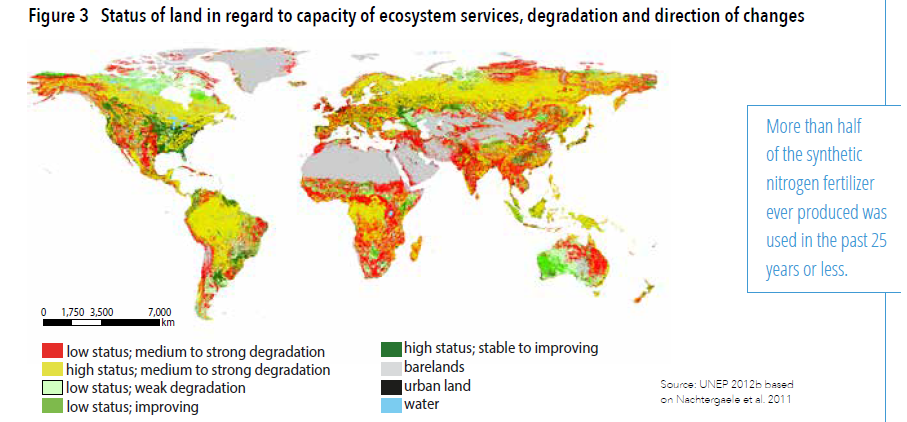 Figure 3 Status of land in regard to capacity of ecosystem services, degradation and direction of changes
More than half
of the synthetic
nitrogen fertilizer
ever produced was
used in the past 25
years or less.
0 1,750 3,500 7,000
km
low status; medium to strong degradation
high status; medium to strong degradation
low status; weak degradation
low status; improving
high status; stable to improving
barelands
urban land
water
Source: UNEP 2012b based
on Nachtergaele et al. 2011